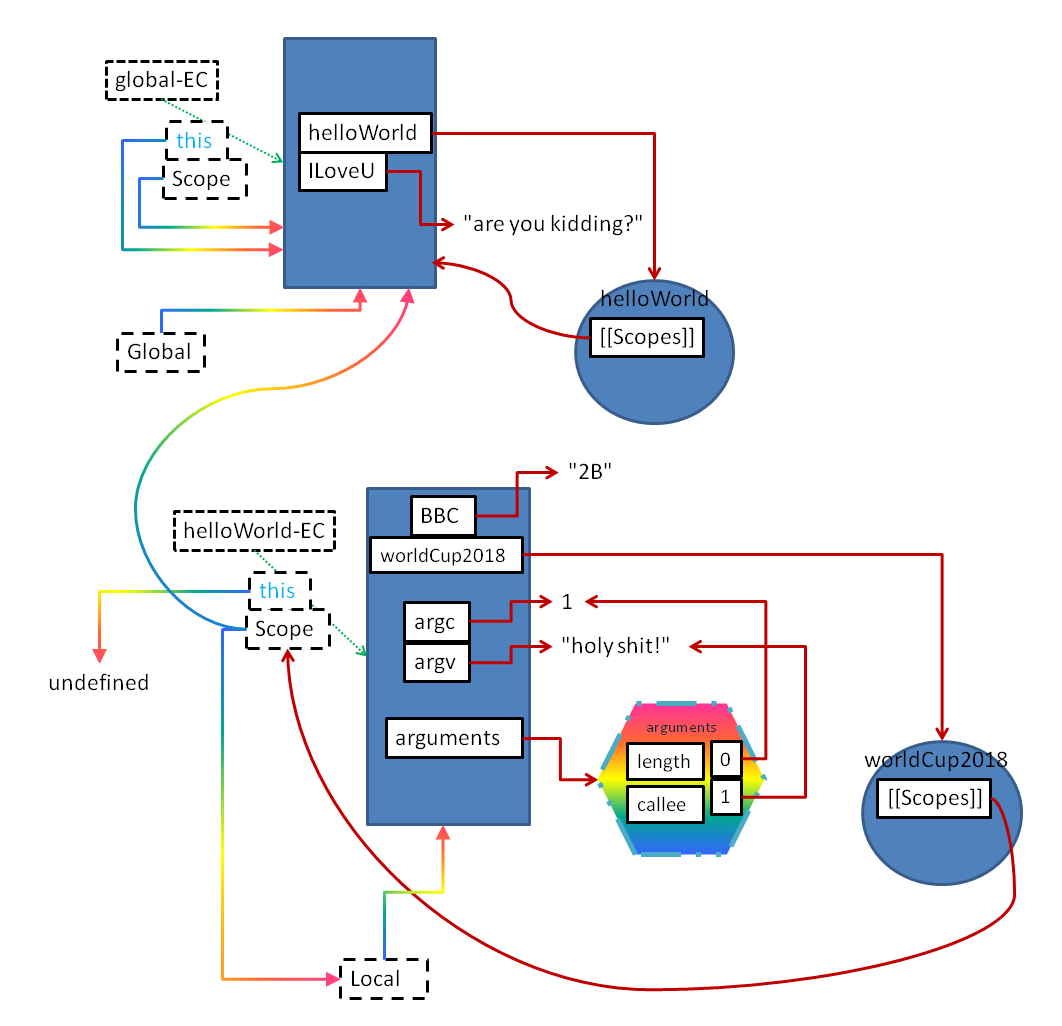 global-EC
this
Scope
helloWorld
ILoveU
"are you kidding?"
helloWorld
[[Scopes]]
Global
"2B"
BBC
helloWorld-EC
worldCup2018
this
1
argc
Scope
"holy shit!"
argv
undefined
arguments
arguments
length
0
callee
1
worldCup2018
[[Scopes]]
Local